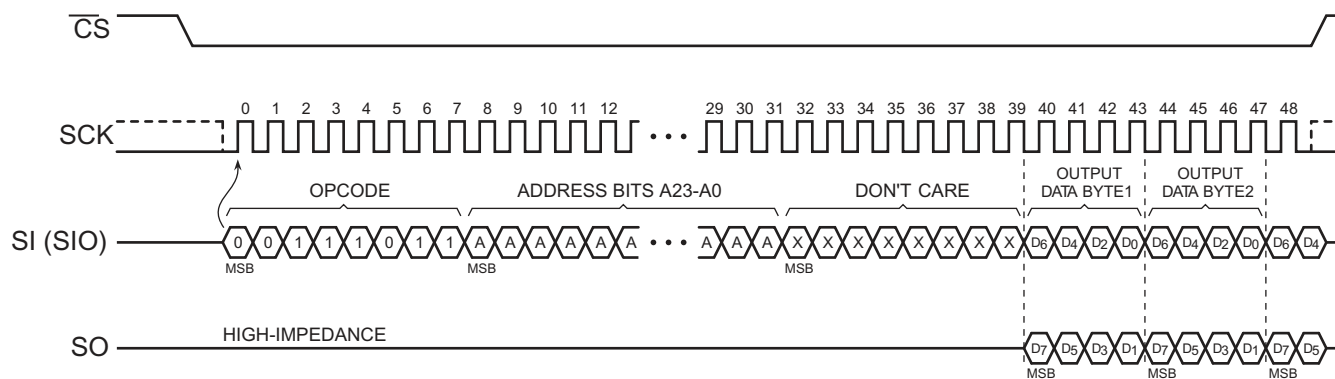 CS
0 1 2 3 4 5 6 7 8 9 10 11 12 29 30 31 32 33 34 35 36 37 38 39 40 41 42 43 44 45 46 47 48
SCK
OPCODE ADDRESS BITS A23-A0 DON'T CARE OUTPUT DATA BYTE1 OUTPUT DATA BYTE2
SI (SIO) 0 0 1 1 1 0 1 1 A A A A A A A A A X X X X X X X X D6 D4 D2 D0 D6 D4 D2 D0 D6 D4
MSB MSB MSB
HIGH-IMPEDANCE
SO D7 D5 D3 D1 D7 D5 D3 D1 D7 D5
MSB MSB MSB